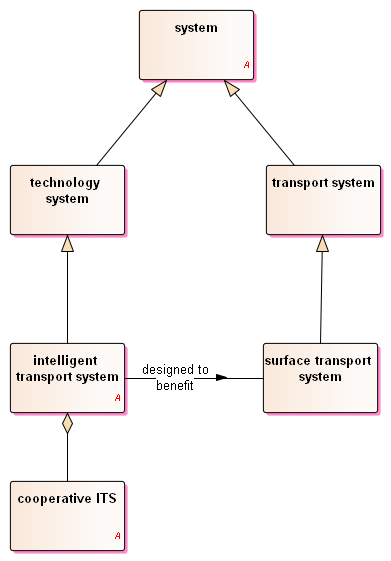 system
A
technology
system
transport system
intelligent
transport system
A
designed to
benefit
surface transport
system
cooperative ITS
A